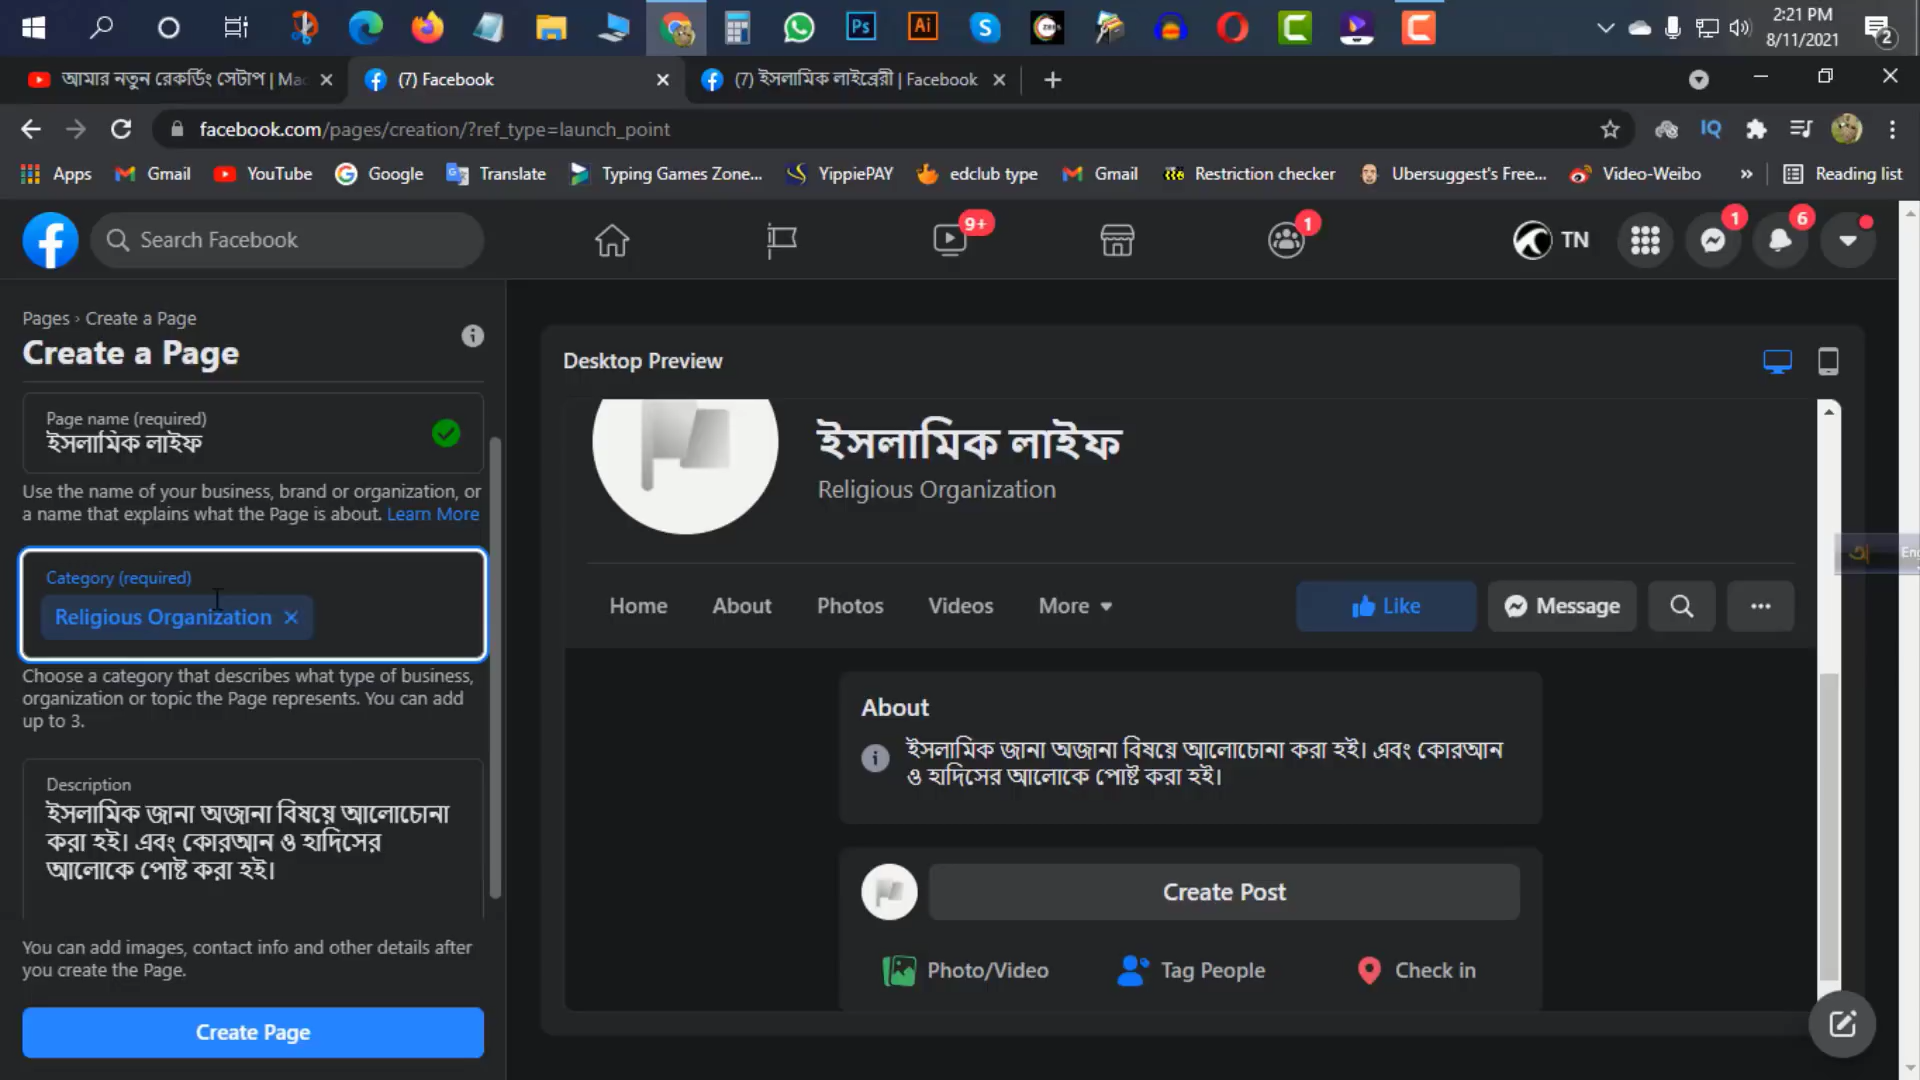 2:21 PM
8/11/2021
2
আমার নতুন রেকর্ডিং সেটাপ | Mac
(7) Facebook
(7) ইসলামিক লাইব্রেরী | Facebook
facebook.com/pages/creation/?ref_type=launch_point
IQ
Apps
Gmail
YouTube
Google
Translate
Typing Games Zone...
YippiePAY
edclub type
Gmail
Restriction checker
Ubersuggest's Free...
Video-Weibo
»
Reading list
Search Facebook
9+
1
TN
1
6
Pages › Create a Page
Create a Page
Page name (required)
ইসলামিক লাইফ
Use the name of your business, brand or organization, or
a name that explains what the Page is about. Learn More
Category (required)
Religious Organization
Choose a category that describes what type of business,
organization or topic the Page represents. You can add
up to 3.
Description
ইসলামিক জানা অজানা বিষয়ে আলোচোনা
করা হই। এবং কোরআন ও হাদিসের
আলোকে পোষ্ট করা হই।
You can add images, contact info and other details after
you create the Page.
Create Page
Desktop Preview
ইসলামিক লাইফ
Religious Organization
Home
About
Photos
Videos
More
Like
Message
About
ইসলামিক জানা অজানা বিষয়ে আলোচোনা করা হই। এবং কোরআন
ও হাদিসের আলোকে পোষ্ট করা হই।
Create Post
Photo/Video
Tag People
Check in
অ
Eng